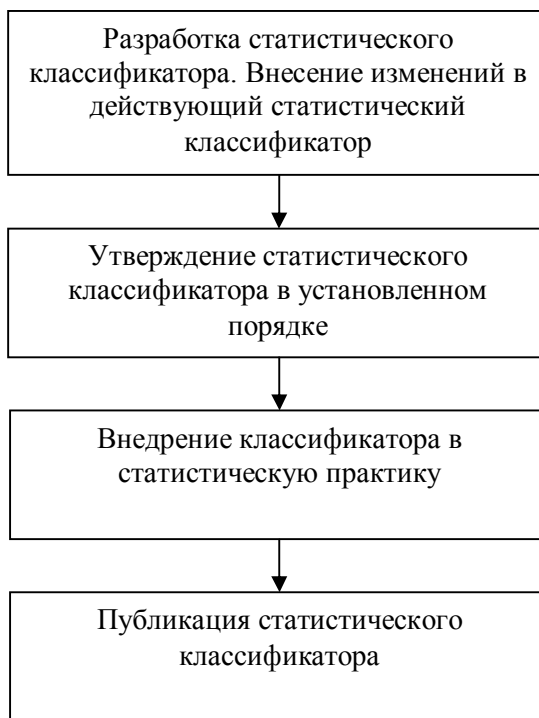 Разработка статистического
классификатора. Внесение изменений в
действующий статистический
классификатор
Утверждение статистического
классификатора в установленном
порядке
Внедрение классификатора в
статистическую практику
Публикация статистического
классификатора